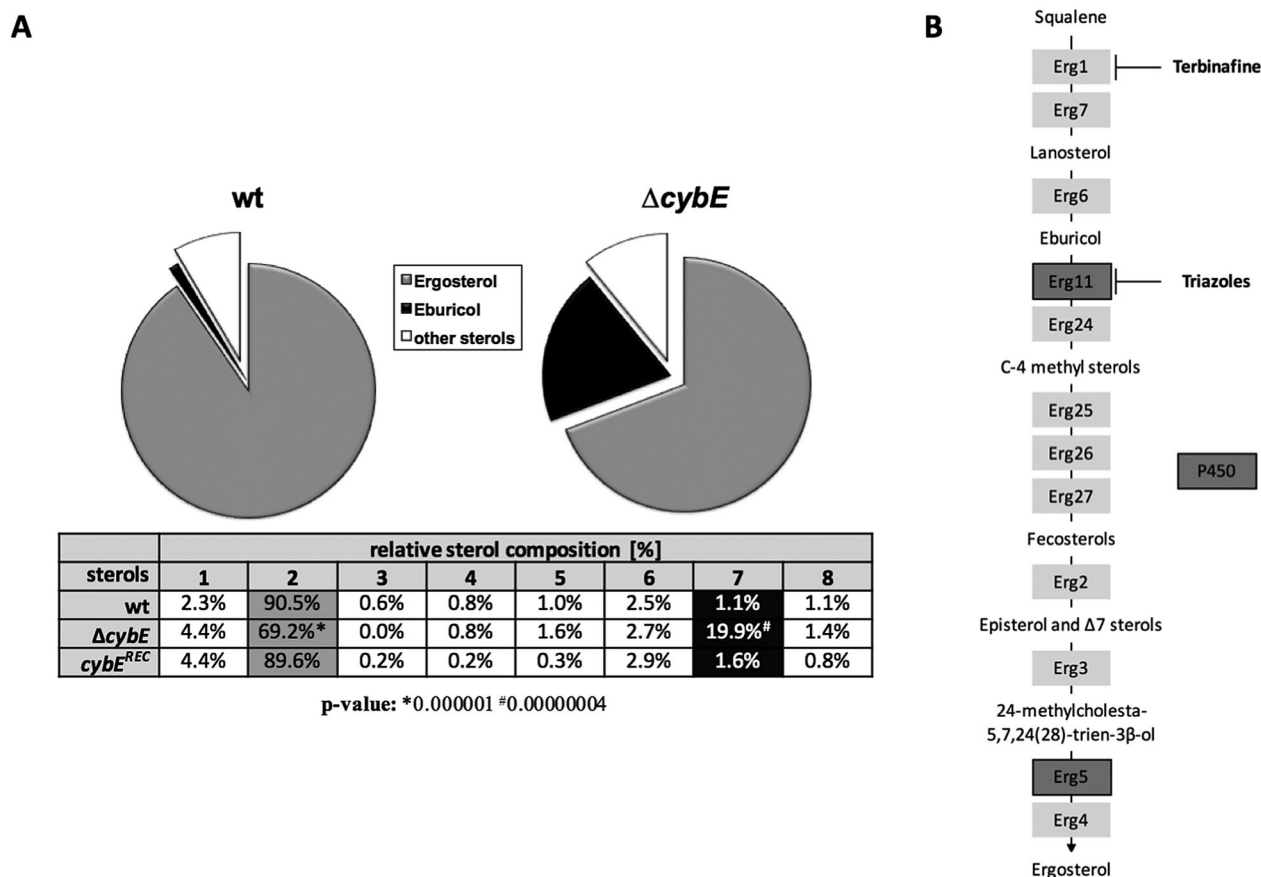 A
wt
ΔcybE
Ergosterol
Eburicol
other sterols
relative sterol composition [%]
sterols 1 2 3 4 5 6 7 8
wt 2.3% 90.5% 0.6% 0.8% 1.0% 2.5% 1.1% 1.1%
ΔcybE 4.4% 69.2%* 0.0% 0.8% 1.6% 2.7% 19.9%# 1.4%
cybE^REC 4.4% 89.6% 0.2% 0.2% 0.3% 2.9% 1.6% 0.8%
p-value: *0.000001 #0.00000004
B
Squalene
Erg1 Terbinafine
Erg7
Lanosterol
Erg6
Eburicol
Erg11 Triazoles
Erg24
C-4 methyl sterols
Erg25
Erg26
P450
Erg27
Fecosterols
Erg2
Episterol and Δ7 sterols
Erg3
24-methylcholesta-
5,7,24(28)-trien-3β-ol
Erg5
Erg4
Ergosterol